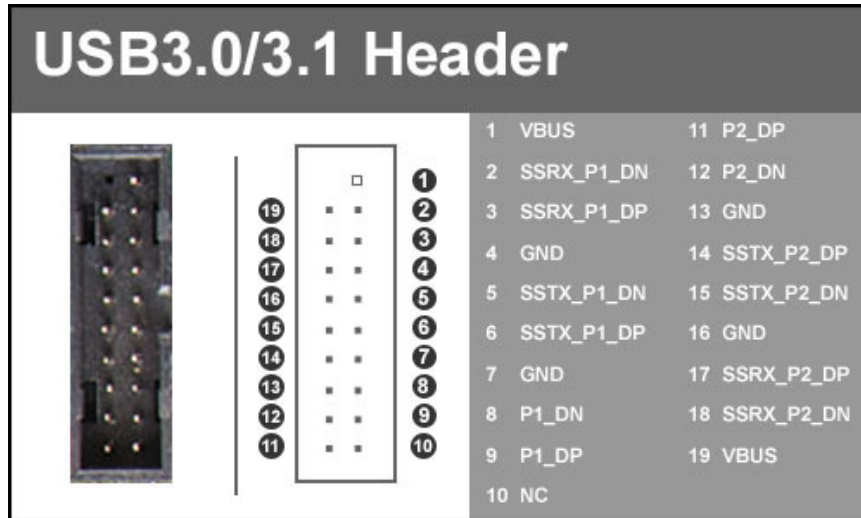 USB3.0/3.1 Header
1 VBUS 11 P2_DP
2 SSRX_P1_DN 12 P2_DN
3 SSRX_P1_DP 13 GND
4 GND 14 SSTX_P2_DP
5 SSTX_P1_DN 15 SSTX_P2_DN
6 SSTX_P1_DP 16 GND
7 GND 17 SSRX_P2_DP
8 P1_DN 18 SSRX_P2_DN
9 P1_DP 19 VBUS
10 NC
1
19 2
18 3
17 4
16 5
15 6
14 7
13 8
12 9
11 10